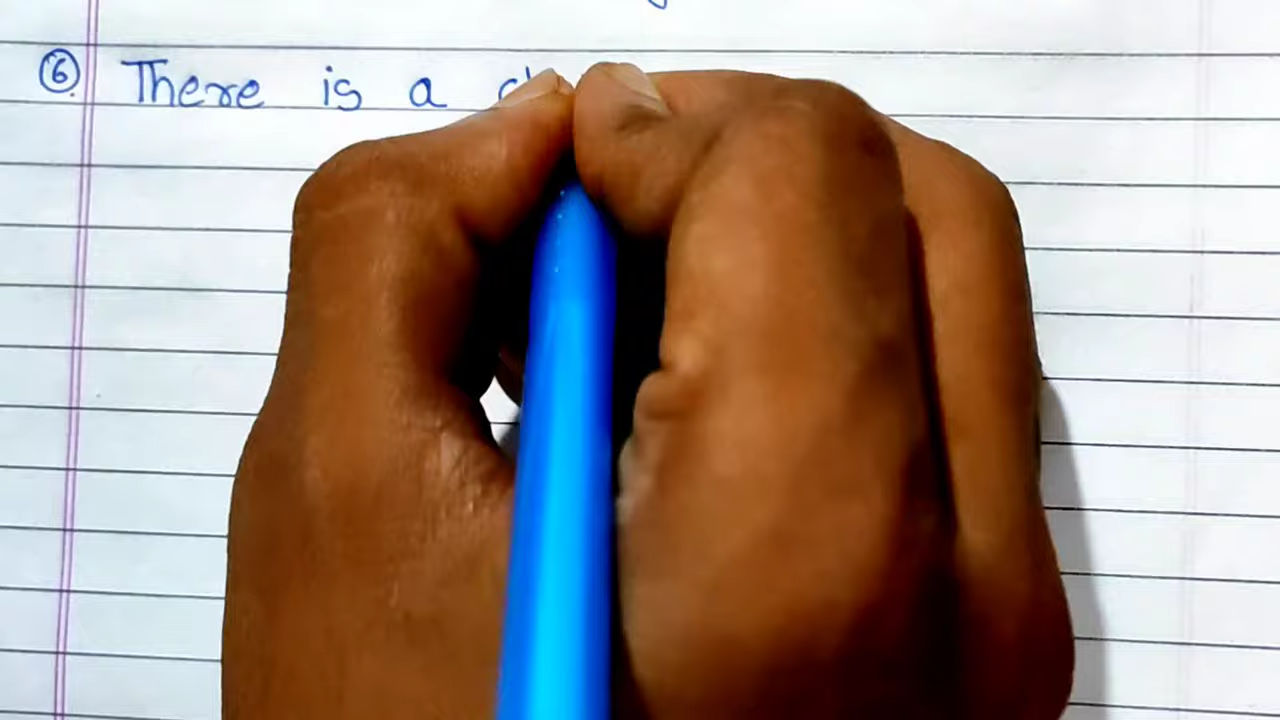 ⑥. There is a